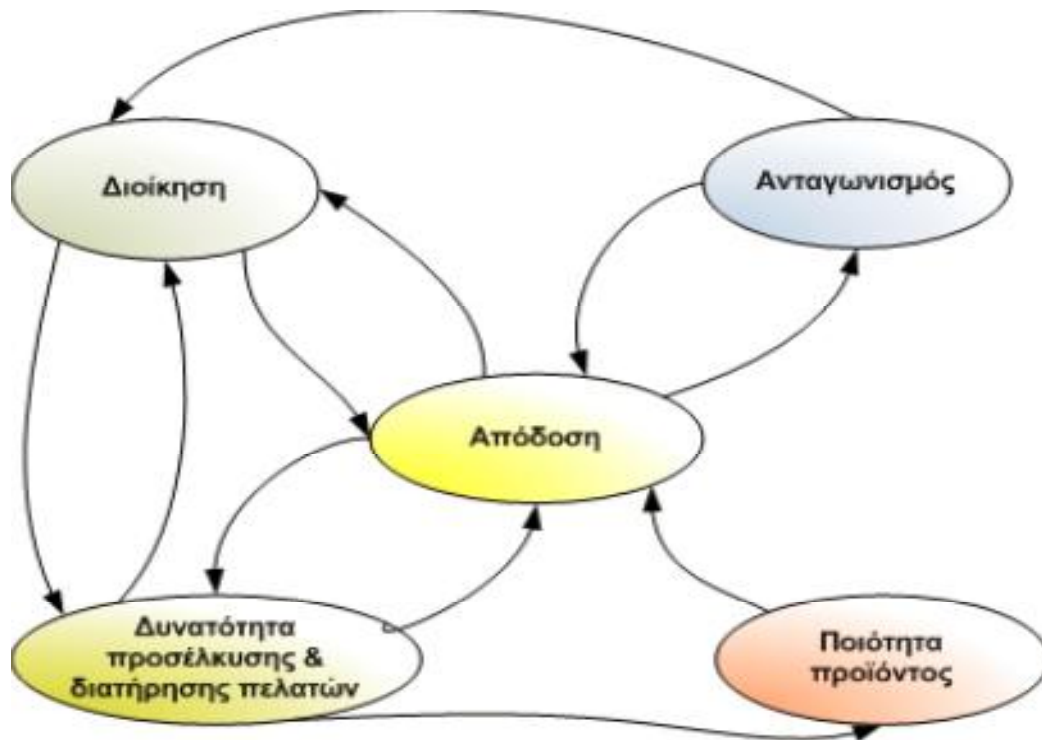 Διοίκηση
Ανταγωνισμός
Απόδοση
Δυνατότητα
προσέλκυσης &
διατήρησης πελατών
Ποιότητα
προϊόντος